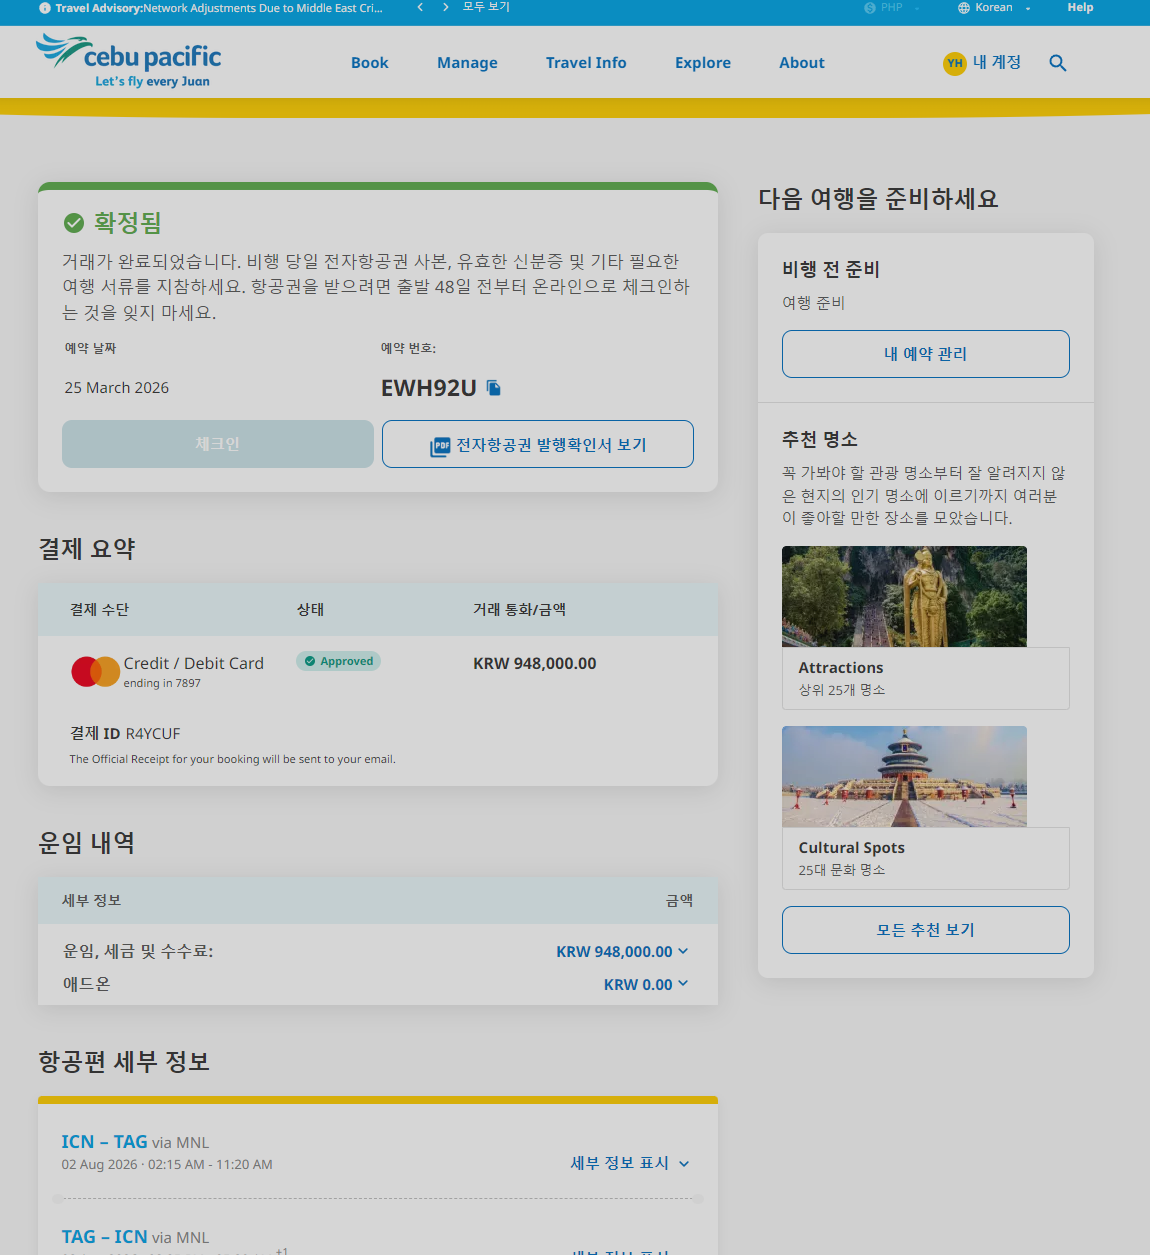 Travel Advisory:Network Adjustments Due to Middle East Cri...
모두 보기
PHP
Korean
Help
cebu pacific
Let's fly every Juan
Book
Manage
Travel Info
Explore
About
YH 내 계정
확정됨
거래가 완료되었습니다. 비행 당일 전자항공권 사본, 유효한 신분증 및 기타 필요한
여행 서류를 지참하세요. 항공권을 받으려면 출발 48일 전부터 온라인으로 체크인하
는 것을 잊지 마세요.
예약 날짜
예약 번호:
25 March 2026
EWH92U
체크인
PDF 전자항공권 발행확인서 보기
결제 요약
결제 수단
상태
거래 통화/금액
Credit / Debit Card
ending in 7897
Approved
KRW 948,000.00
결제 ID R4YCUF
The Official Receipt for your booking will be sent to your email.
운임 내역
세부 정보
금액
운임, 세금 및 수수료:
KRW 948,000.00
애드온
KRW 0.00
항공편 세부 정보
ICN – TAG via MNL
02 Aug 2026 · 02:15 AM - 11:20 AM
세부 정보 표시
TAG – ICN via MNL
+1
다음 여행을 준비하세요
비행 전 준비
여행 준비
내 예약 관리
추천 명소
꼭 가봐야 할 관광 명소부터 잘 알려지지 않
은 현지의 인기 명소에 이르기까지 여러분
이 좋아할 만한 장소를 모았습니다.
Attractions
상위 25개 명소
Cultural Spots
25대 문화 명소
모든 추천 보기